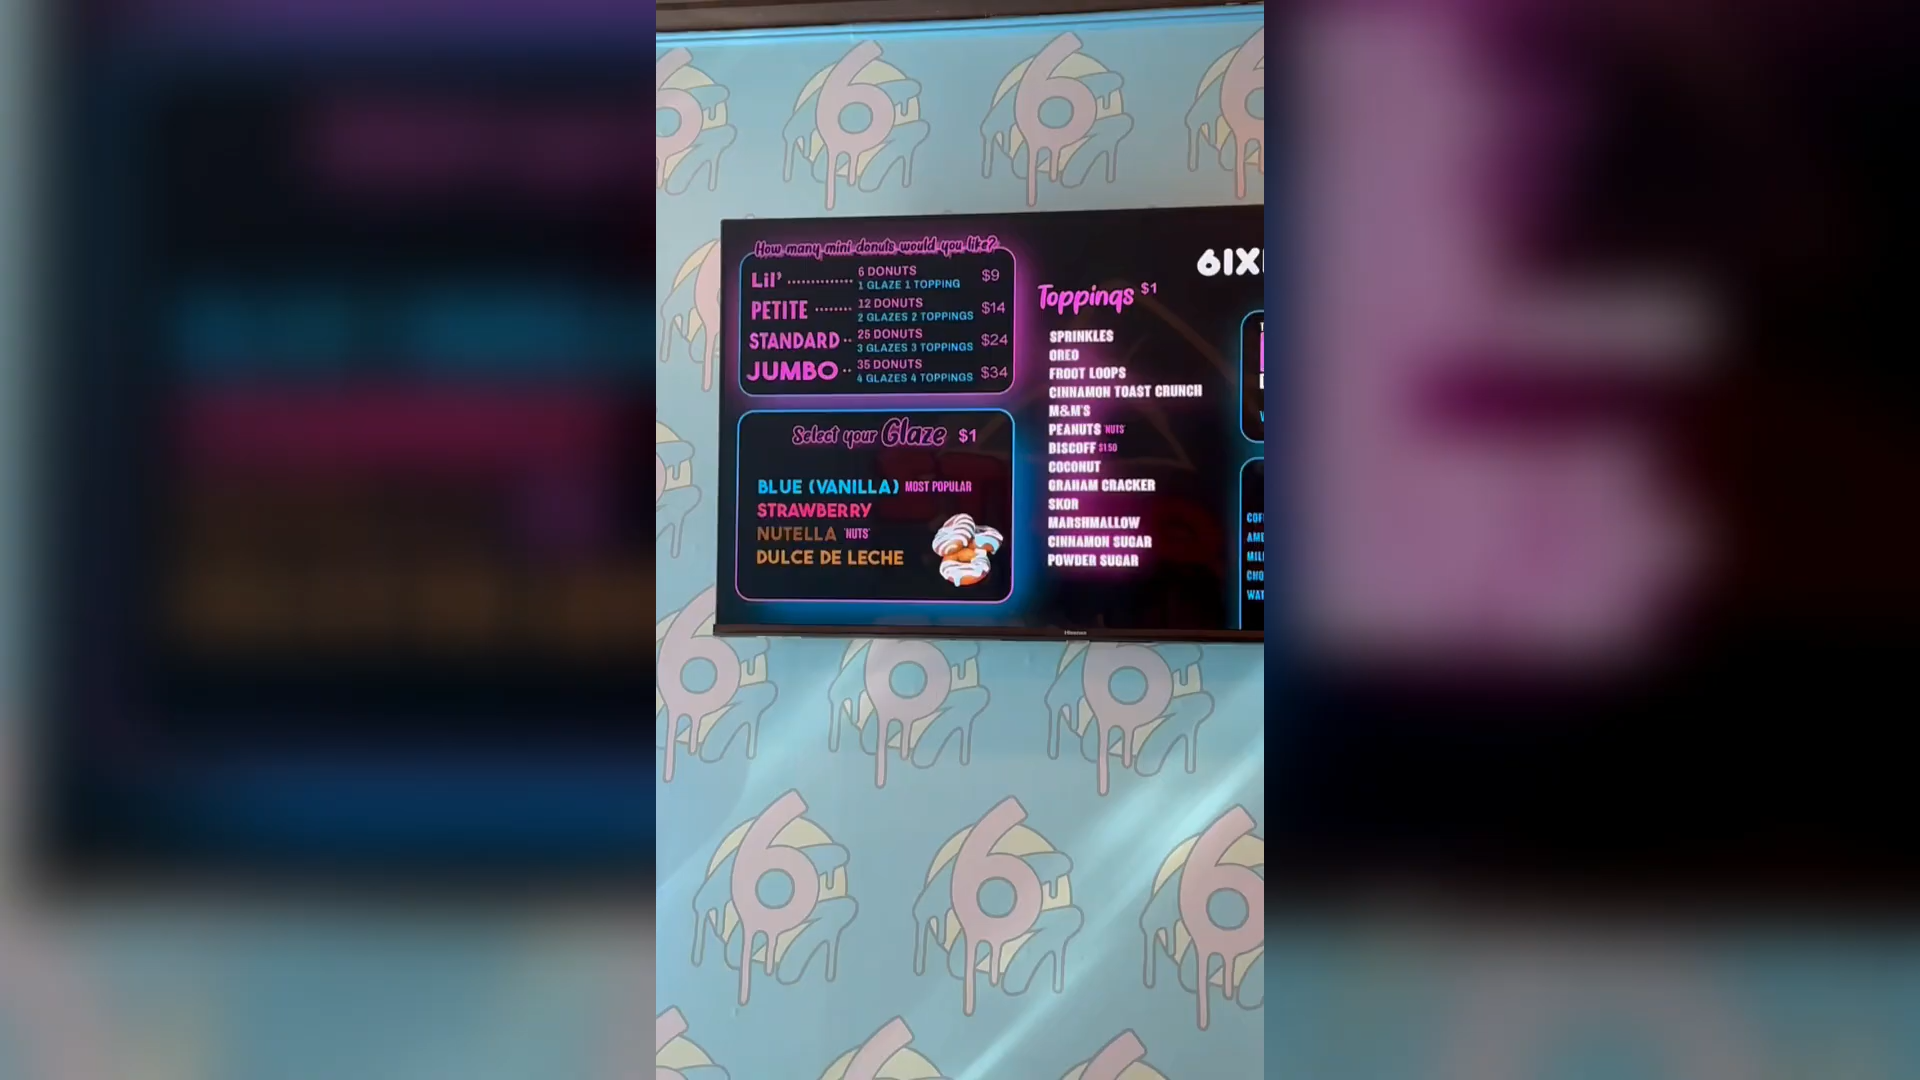 How many mini donuts would you like?
Lil' .............. 6 DONUTS $9
1 GLAZE 1 TOPPING
PETITE ........ 12 DONUTS $14
2 GLAZES 2 TOPPINGS
STANDARD .. 25 DONUTS $24
3 GLAZES 3 TOPPINGS
JUMBO .. 35 DONUTS $34
4 GLAZES 4 TOPPINGS
Select your Glaze $1
BLUE (VANILLA) MOST POPULAR
STRAWBERRY
NUTELLA 'NUTS'
DULCE DE LECHE
Toppings $1
SPRINKLES
OREO
FROOT LOOPS
CINNAMON TOAST CRUNCH
M&M'S
PEANUTS 'NUTS'
BISCOFF $1.50
COCONUT
GRAHAM CRACKER
SKOR
MARSHMALLOW
CINNAMON SUGAR
POWDER SUGAR
6IX
Hisense